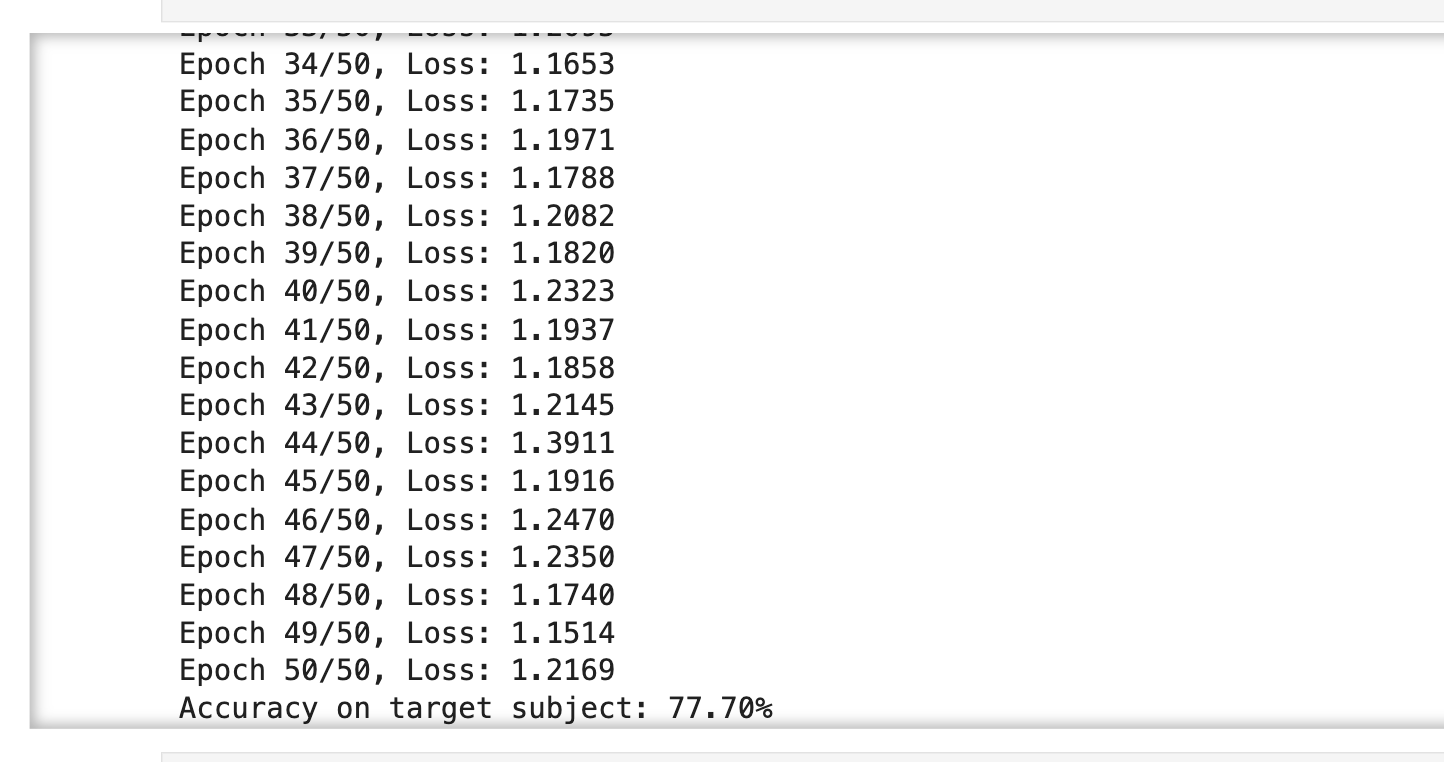 Epoch 34/50, Loss: 1.1653
Epoch 35/50, Loss: 1.1735
Epoch 36/50, Loss: 1.1971
Epoch 37/50, Loss: 1.1788
Epoch 38/50, Loss: 1.2082
Epoch 39/50, Loss: 1.1820
Epoch 40/50, Loss: 1.2323
Epoch 41/50, Loss: 1.1937
Epoch 42/50, Loss: 1.1858
Epoch 43/50, Loss: 1.2145
Epoch 44/50, Loss: 1.3911
Epoch 45/50, Loss: 1.1916
Epoch 46/50, Loss: 1.2470
Epoch 47/50, Loss: 1.2350
Epoch 48/50, Loss: 1.1740
Epoch 49/50, Loss: 1.1514
Epoch 50/50, Loss: 1.2169
Accuracy on target subject: 77.70%